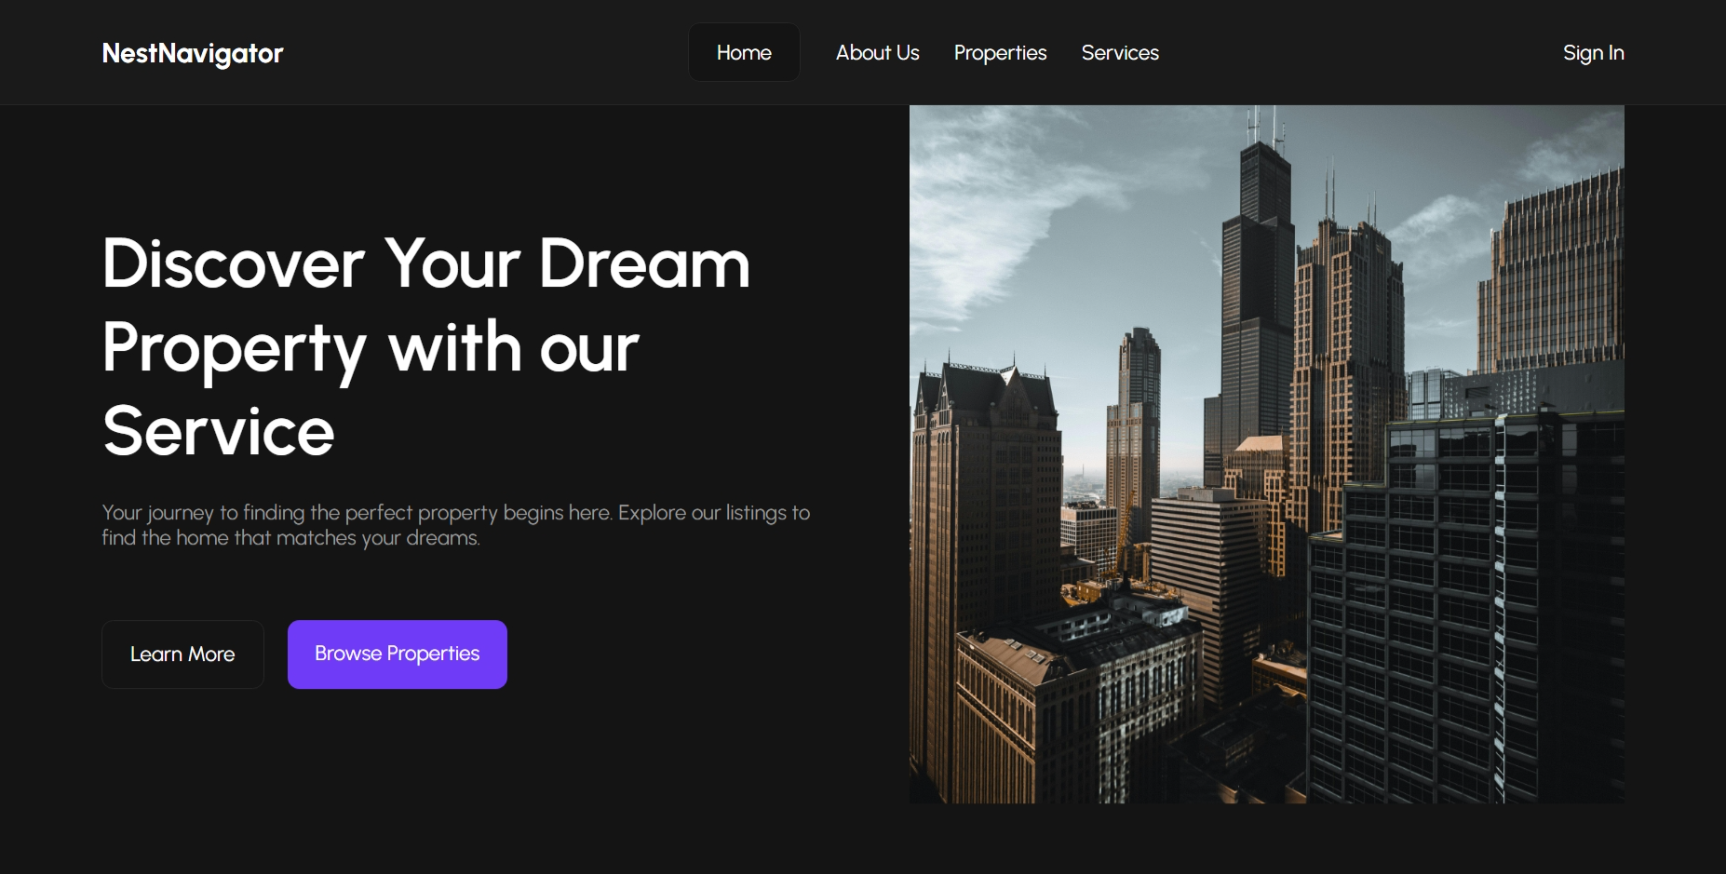 NestNavigator
Home
About Us
Properties
Services
Sign In
Discover Your Dream
Property with our
Service
Your journey to finding the perfect property begins here. Explore our listings to
find the home that matches your dreams.
Learn More
Browse Properties